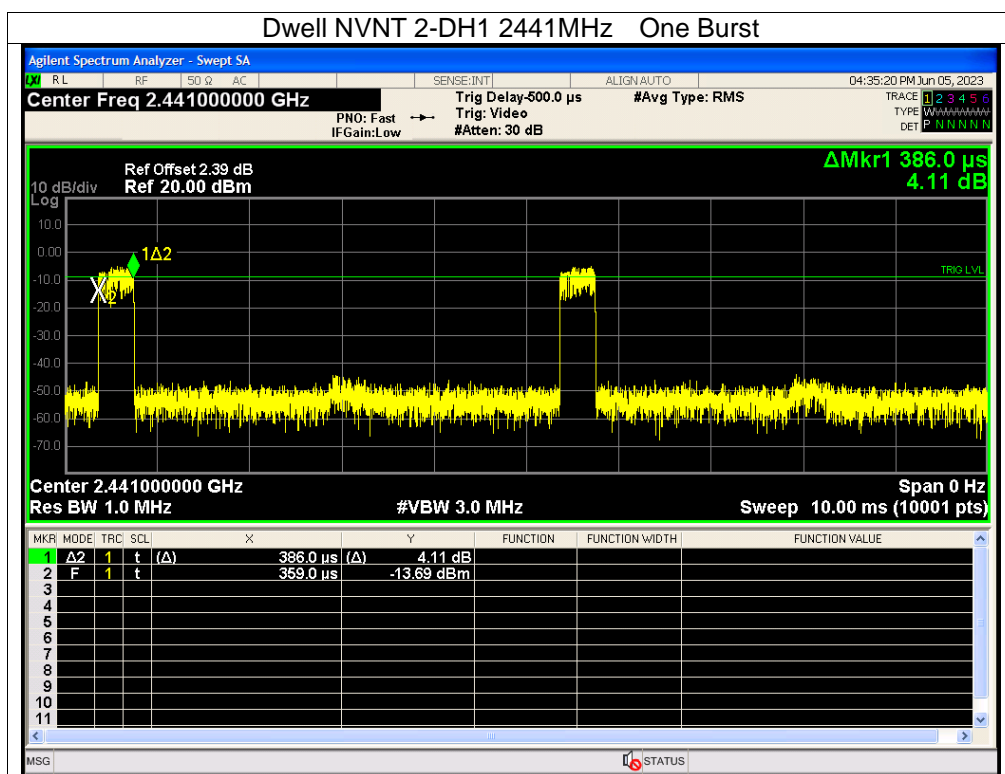 Dwell NVNT 2-DH1 2441MHz One Burst
Agilent Spectrum Analyzer - Swept SA
LXI RL RF 50 Ω AC SENSE:INT ALIGN AUTO 04:35:20 PM Jun 05, 2023
Center Freq 2.441000000 GHz Trig Delay-500.0 µs #Avg Type: RMS TRACE 1 2 3 4 5 6
PNO: Fast Trig: Video TYPE WWWWWW
IFGain:Low #Atten: 30 dB DET P N N N N N
ΔMkr1 386.0 µs
4.11 dB
Ref Offset 2.39 dB
10 dB/div Ref 20.00 dBm
Log
10.0
0.00
1Δ2
TRIG LVL
-10.0
X2
-20.0
-30.0
-40.0
-50.0
-60.0
-70.0
Center 2.441000000 GHz Span 0 Hz
Res BW 1.0 MHz #VBW 3.0 MHz Sweep 10.00 ms (10001 pts)
MKR MODE TRC SCL X Y FUNCTION FUNCTION WIDTH FUNCTION VALUE
1 Δ2 1 t (Δ) 386.0 µs (Δ) 4.11 dB
2 F 1 t 359.0 µs -13.69 dBm
3
4
5
6
7
8
9
10
11
MSG STATUS